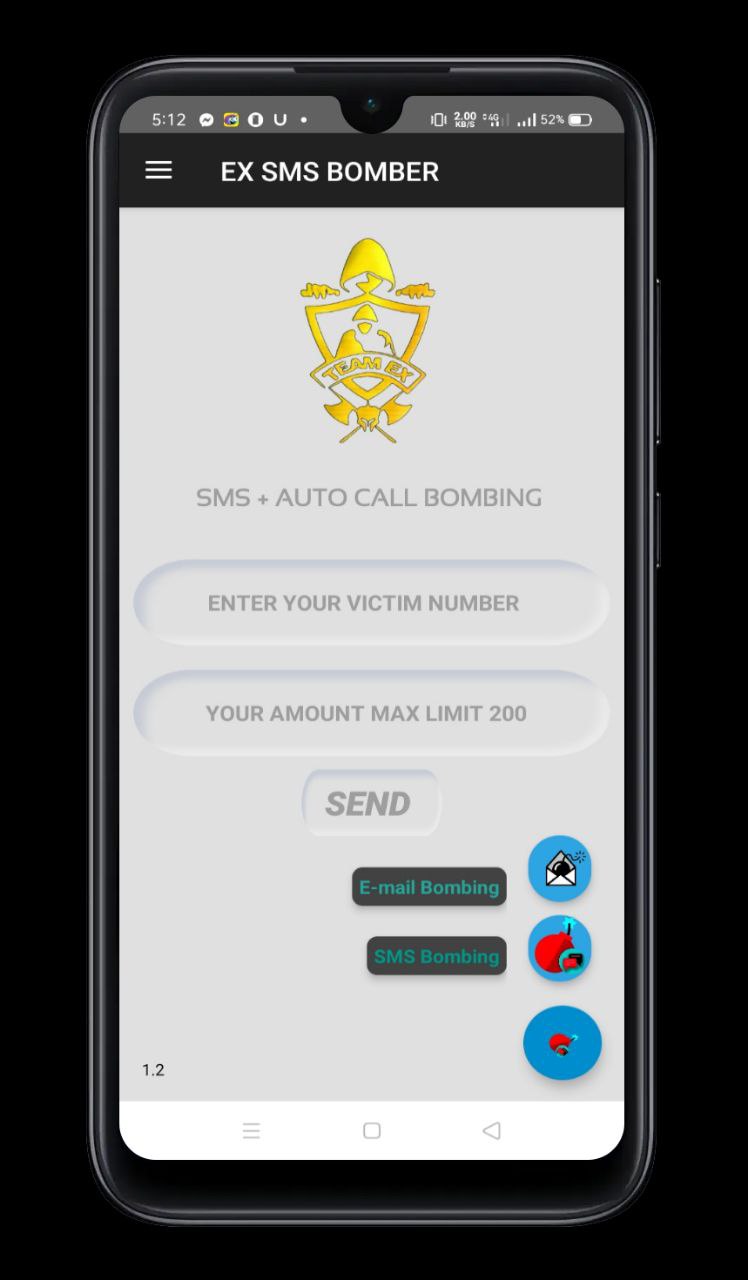 5:12
2.00
KB/S
4G
52%
EX SMS BOMBER
TEAM EX
SMS + AUTO CALL BOMBING
ENTER YOUR VICTIM NUMBER
YOUR AMOUNT MAX LIMIT 200
SEND
E-mail Bombing
SMS Bombing
1.2